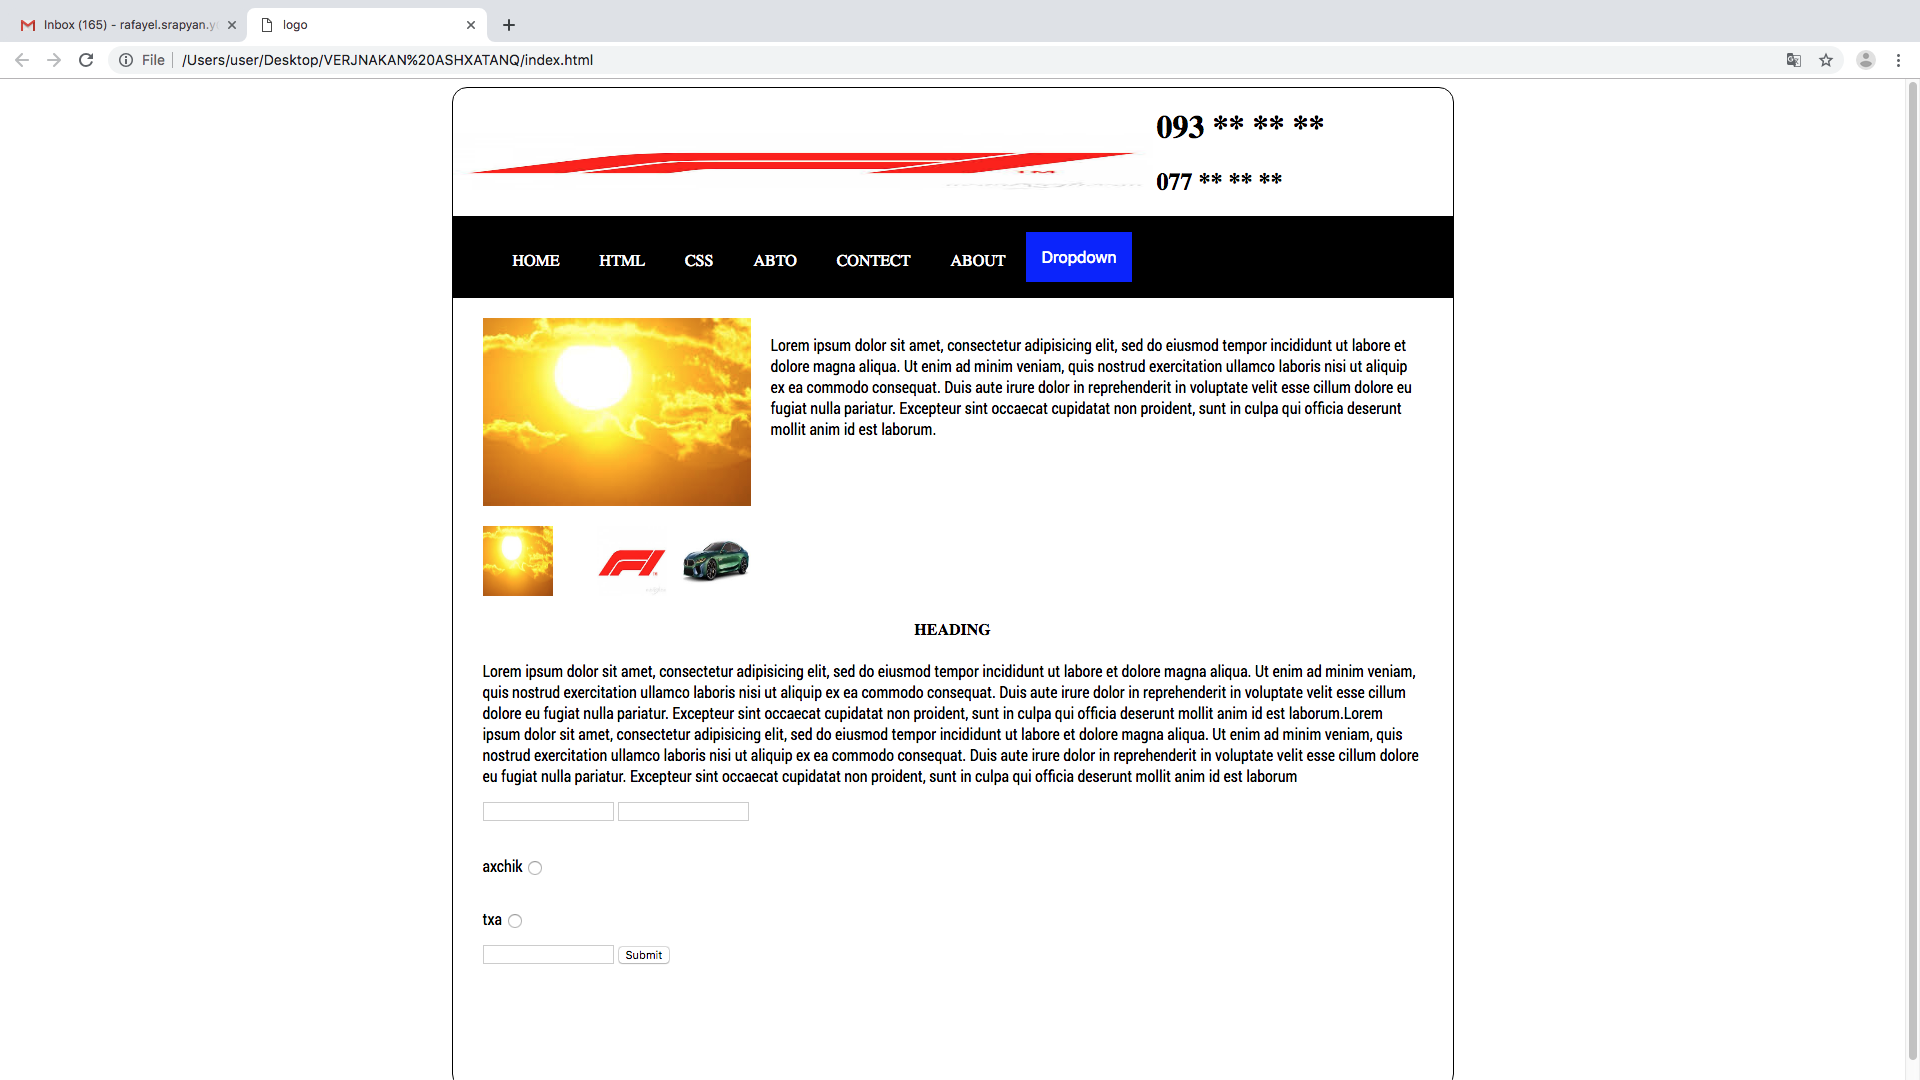 Inbox (165) - rafayel.srapyan.y
logo
File
/Users/user/Desktop/VERJNAKAN%20ASHXATANQ/index.html
093 ** ** **
077 ** ** **
HOME HTML CSS ABTO CONTECT ABOUT Dropdown
Lorem ipsum dolor sit amet, consectetur adipisicing elit, sed do eiusmod tempor incididunt ut labore et
dolore magna aliqua. Ut enim ad minim veniam, quis nostrud exercitation ullamco laboris nisi ut aliquip
ex ea commodo consequat. Duis aute irure dolor in reprehenderit in voluptate velit esse cillum dolore eu
fugiat nulla pariatur. Excepteur sint occaecat cupidatat non proident, sunt in culpa qui officia deserunt
mollit anim id est laborum.
HEADING
Lorem ipsum dolor sit amet, consectetur adipisicing elit, sed do eiusmod tempor incididunt ut labore et dolore magna aliqua. Ut enim ad minim veniam,
quis nostrud exercitation ullamco laboris nisi ut aliquip ex ea commodo consequat. Duis aute irure dolor in reprehenderit in voluptate velit esse cillum
dolore eu fugiat nulla pariatur. Excepteur sint occaecat cupidatat non proident, sunt in culpa qui officia deserunt mollit anim id est laborum.Lorem
ipsum dolor sit amet, consectetur adipisicing elit, sed do eiusmod tempor incididunt ut labore et dolore magna aliqua. Ut enim ad minim veniam, quis
nostrud exercitation ullamco laboris nisi ut aliquip ex ea commodo consequat. Duis aute irure dolor in reprehenderit in voluptate velit esse cillum dolore
eu fugiat nulla pariatur. Excepteur sint occaecat cupidatat non proident, sunt in culpa qui officia deserunt mollit anim id est laborum
axchik
txa
Submit